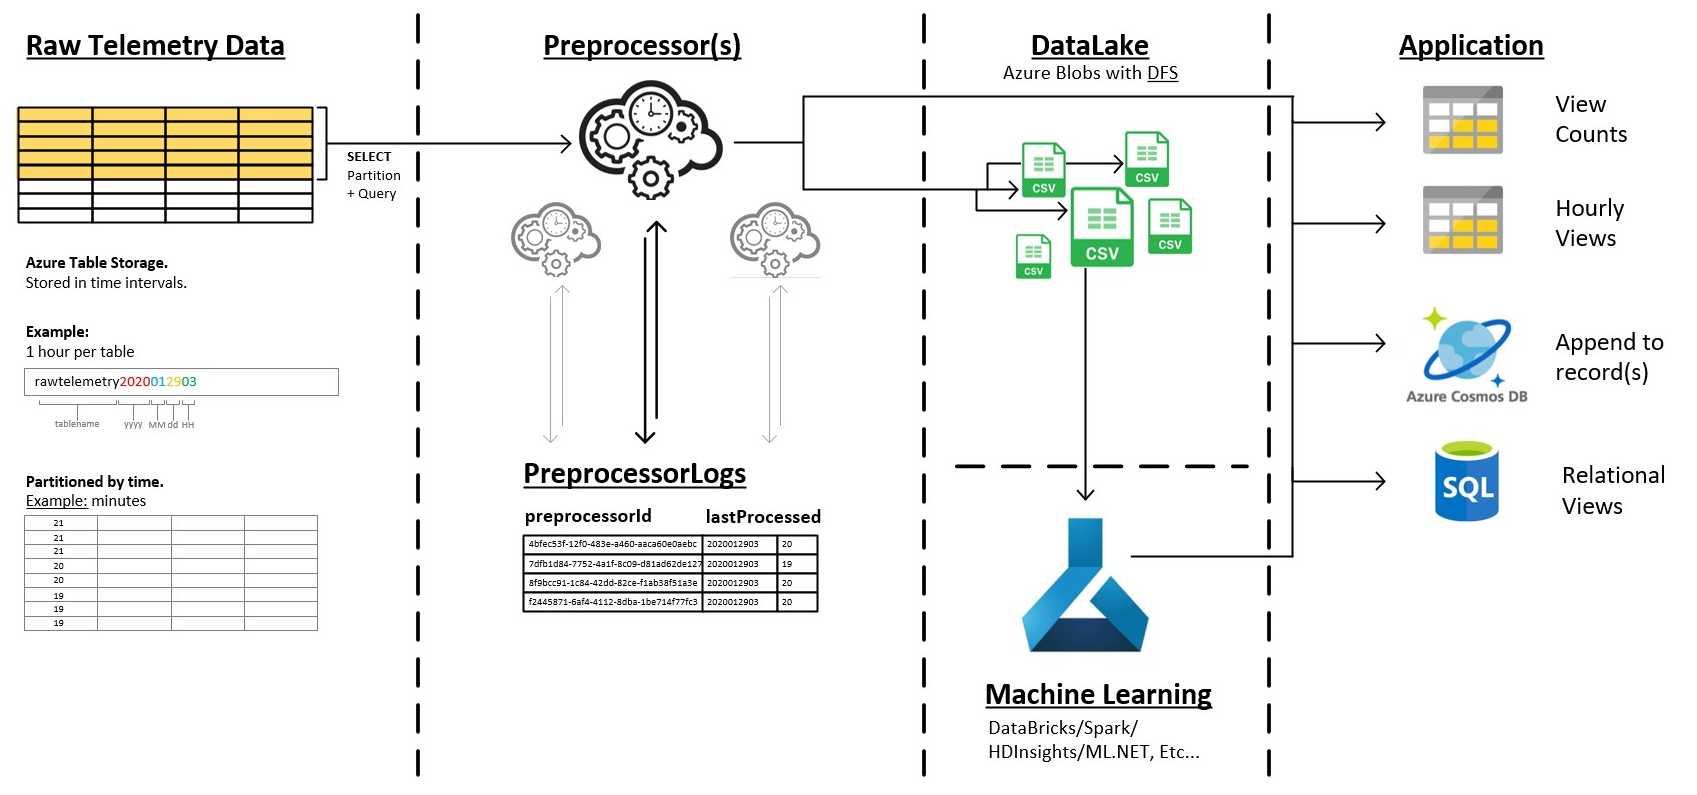 Raw Telemetry Data
SELECT
Partition
+ Query
Azure Table Storage.
Stored in time intervals.
Example:
1 hour per table
rawtelemetry2020012903
tablename yyyy MM dd HH
Partitioned by time.
Example: minutes
21
21
21
20
20
19
19
19
Preprocessor(s)
PreprocessorLogs
preprocessorId lastProcessed
4bfec53f-12f0-483e-a460-aaca60e0aebc 2020012903 20
7dfb1d84-7752-4a1f-8c09-d81ad62de127 2020012903 19
8f9bcc91-1c84-42dd-82ce-f1ab38f51a3e 2020012903 20
f2445871-6af4-4112-8dba-1be714f77fc3 2020012903 20
DataLake
Azure Blobs with DFS
CSV
CSV
CSV
CSV
CSV
Machine Learning
DataBricks/Spark/
HDInsights/ML.NET, Etc...
Application
View
Counts
Hourly
Views
Azure Cosmos DB
Append to
record(s)
SQL
Relational
Views